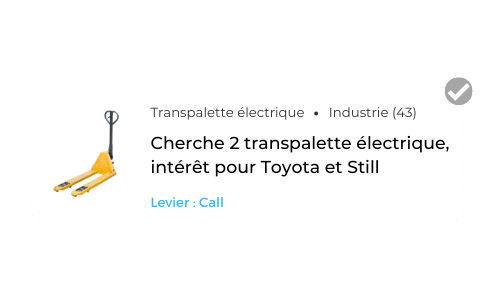 Transpalette électrique • Industrie (43)
Cherche 2 transpalette électrique,
intérêt pour Toyota et Still
Levier : Call